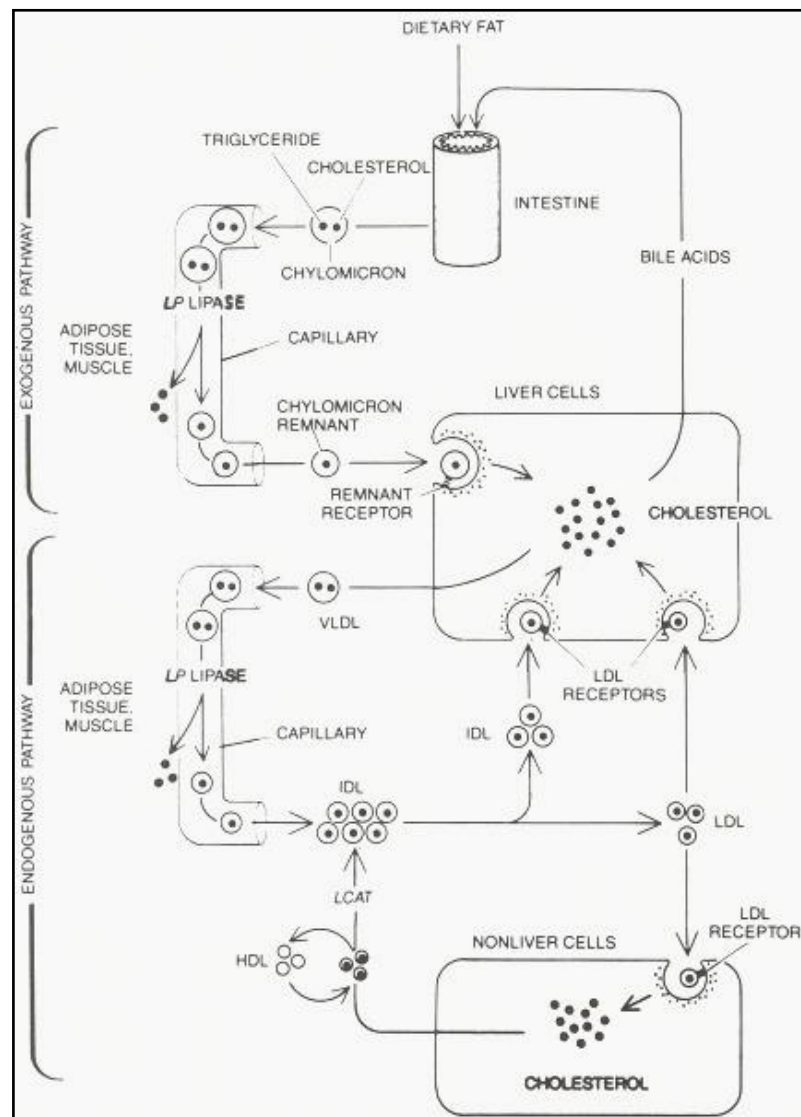 DIETARY FAT
TRIGLYCERIDE
CHOLESTEROL
INTESTINE
CHYLOMICRON
BILE ACIDS
EXOGENOUS PATHWAY
LP LIPASE
ADIPOSE
TISSUE.
MUSCLE
CAPILLARY
LIVER CELLS
CHYLOMICRON
REMNANT
REMNANT
RECEPTOR
CHOLESTEROL
ENDOGENOUS PATHWAY
VLDL
LP LIPASE
LDL
RECEPTORS
ADIPOSE
TISSUE.
MUSCLE
CAPILLARY
IDL
IDL
LDL
LCAT
HDL
NONLIVER CELLS
LDL
RECEPTOR
CHOLESTEROL